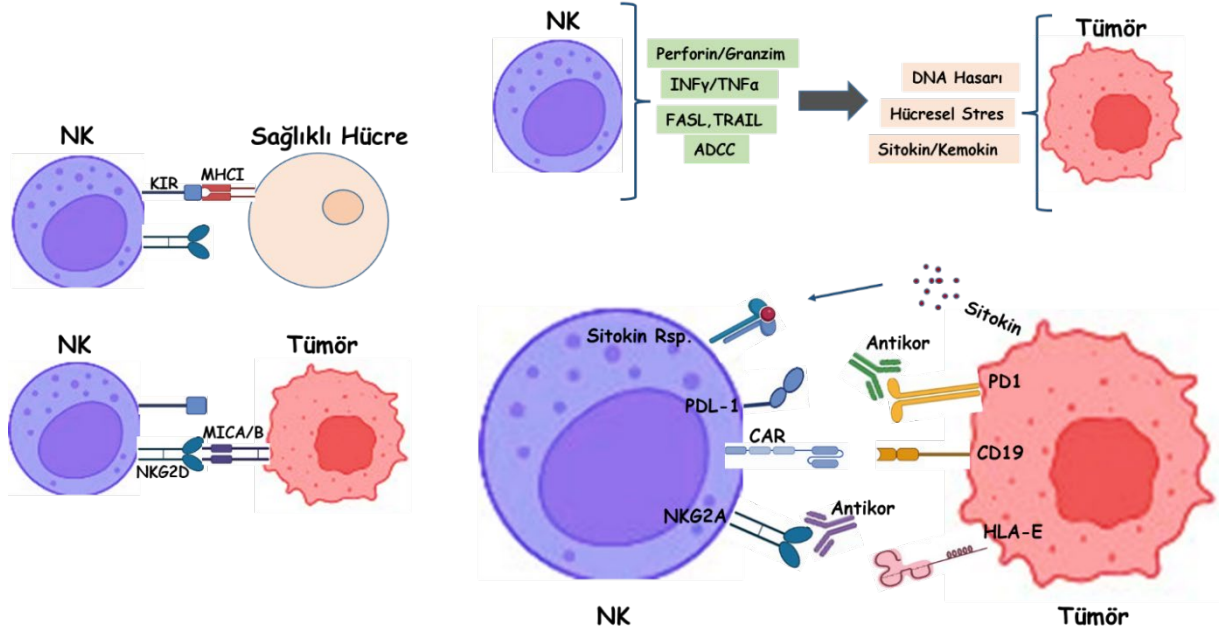 NK
Sağlıklı Hücre
KIR
MHCI
NK
Tümör
MICA/B
NKG2D
NK
Perforin/Granzim
INFγ/TNFα
FASL,TRAIL
ADCC
Tümör
DNA Hasarı
Hücresel Stres
Sitokin/Kemokin
Sitokin
Sitokin Rsp.
Antikor
PD1
PDL-1
CAR
CD19
NKG2A
Antikor
HLA-E
NK
Tümör